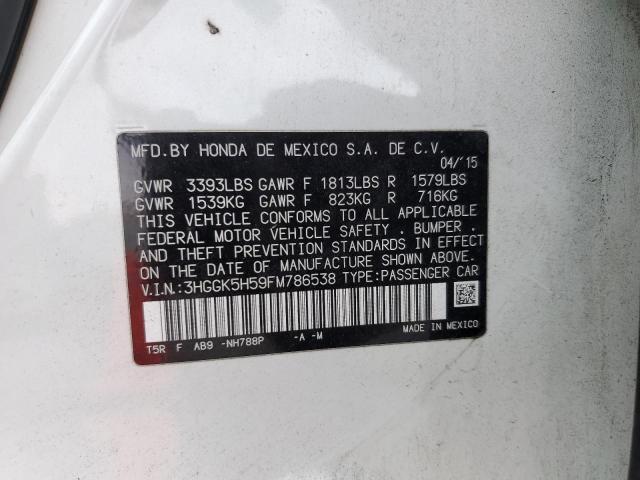 MFD.BY HONDA DE MEXICO S.A. DE C.V.
04/'15
GVWR 3393LBS GAWR F 1813LBS R 1579LBS
GVWR 1539KG GAWR F 823KG R 716KG
THIS VEHICLE CONFORMS TO ALL APPLICABLE
FEDERAL MOTOR VEHICLE SAFETY . BUMPER .
AND THEFT PREVENTION STANDARDS IN EFFECT
ON THE DATE OF MANUFACTURE SHOWN ABOVE.
V.I.N.:3HGGK5H59FM786538 TYPE:PASSENGER CAR
MADE IN MEXICO
T5R F AB9 -NH788P -A -M